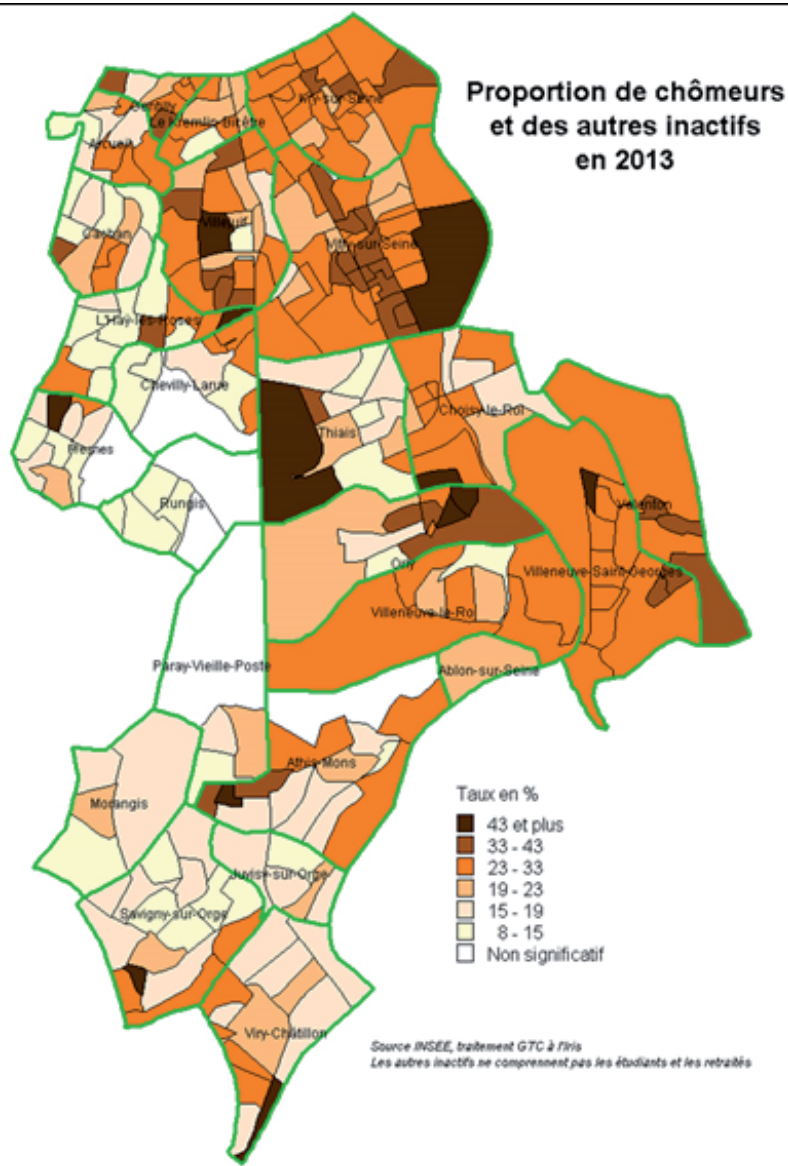 Proportion de chômeurs
et des autres inactifs
en 2013
Ivry-sur-Seine
Gentilly
Le Kremlin-Bicêtre
Arcueil
Villejuif
Cachan
Vitry-sur-Seine
L'Haÿ-les-Roses
Chevilly-Larue
Choisy-le-Roi
Thiais
Fresnes
Rungis
Valenton
Orly
Villeneuve-Saint-Georges
Villeneuve-le-Roi
Paray-Vieille-Poste
Ablon-sur-Seine
Athis-Mons
Morangis
Juvisy-sur-Orge
Savigny-sur-Orge
Viry-Châtillon
Taux en %
43 et plus
33 - 43
23 - 33
19 - 23
15 - 19
8 - 15
Non significatif
Source INSEE, traitement GTC à l'Iris
Les autres inactifs ne comprennent pas les étudiants et les retraités